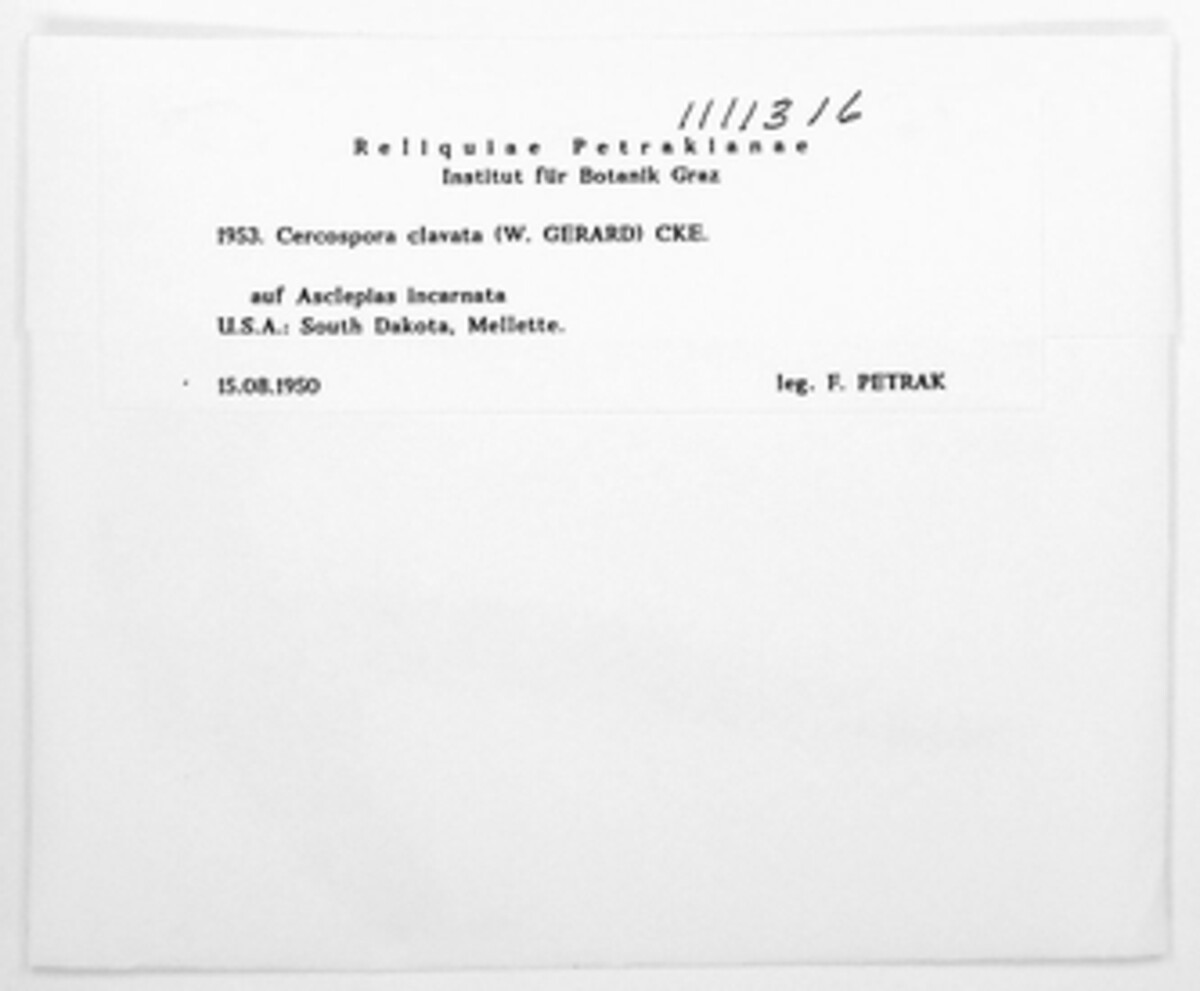 1111316
Reliquiae Petrakianae
Institut für Botanik Graz
1953. Cercospora clavata (W. GERARD) CKE.
auf Asclepias incarnata
U.S.A.: South Dakota, Mellette.
15.08.1950 leg. F. PETRAK